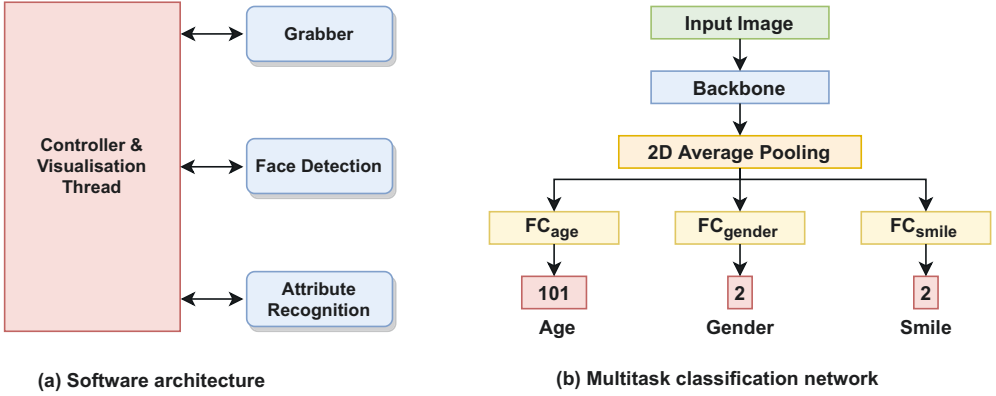 Controller &
Visualisation
Thread
Grabber
Face Detection
Attribute
Recognition
(a) Software architecture
Input Image
Backbone
2D Average Pooling
FCage
FCgender
FCsmile
101
2
2
Age
Gender
Smile
(b) Multitask classification network